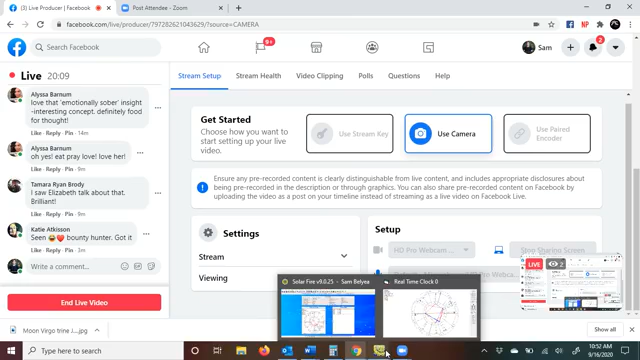 (3) Live Producer | Facebook
Post Attendee - Zoom
facebook.com/live/producer/797282621043629/?source=CAMERA
Search Facebook
9+
Sam
2
Live 20:09
Stream Setup
Stream Health
Video Clipping
Polls
Questions
Help
Alyssa Barnum
love that 'emotionally sober' insight
-interesting concept. definitely food
for thought!
Like · Reply · Pin · 14m
Alyssa Barnum
oh yes! eat pray love! love her!
Like · Reply · Pin · 9m
Tamara Ryan Brody
I saw Elizabeth talk about that.
Brilliant!
Like · Reply · Pin · 9m
Katie Atkisson
Seen 😂❤️ bounty hunter. Got it
Like · Reply · Pin · 3m
Write a comment...
End Live Video
Get Started
Choose how you want
to start setting up your live
video.
Use Stream Key
Use Camera
Use Paired
Encoder
Ensure any pre-recorded content is clearly distinguishable from live content, and includes appropriate disclosures about
being pre-recorded in the description or through graphics. You can also share pre-recorded content on Facebook by
uploading the video as a post on your timeline instead of streaming as a live video on Facebook Live.
Settings
Stream
Viewing
Setup
HD Pro Webcam ...
Stop Sharing Screen
LIVE
2
Solar Fire v9.0.25 - Sam Belyea
Real Time Clock 0
Moon Virgo trine J....jpg
Show all
Type here to search
10:52 AM
9/16/2020